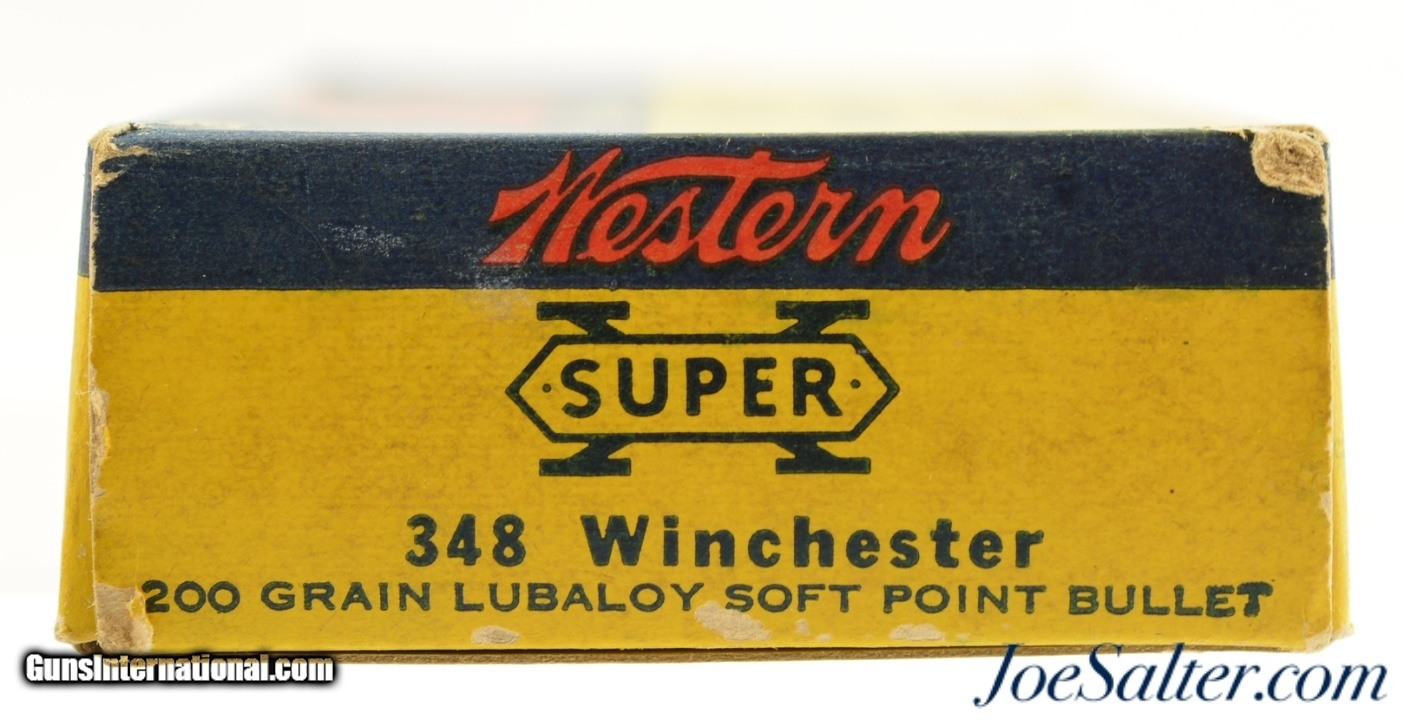 Western
SUPER
X
348 Winchester
200 GRAIN LUBALOY SOFT POINT BULLET
GunsInternational.com
JoeSalter.com